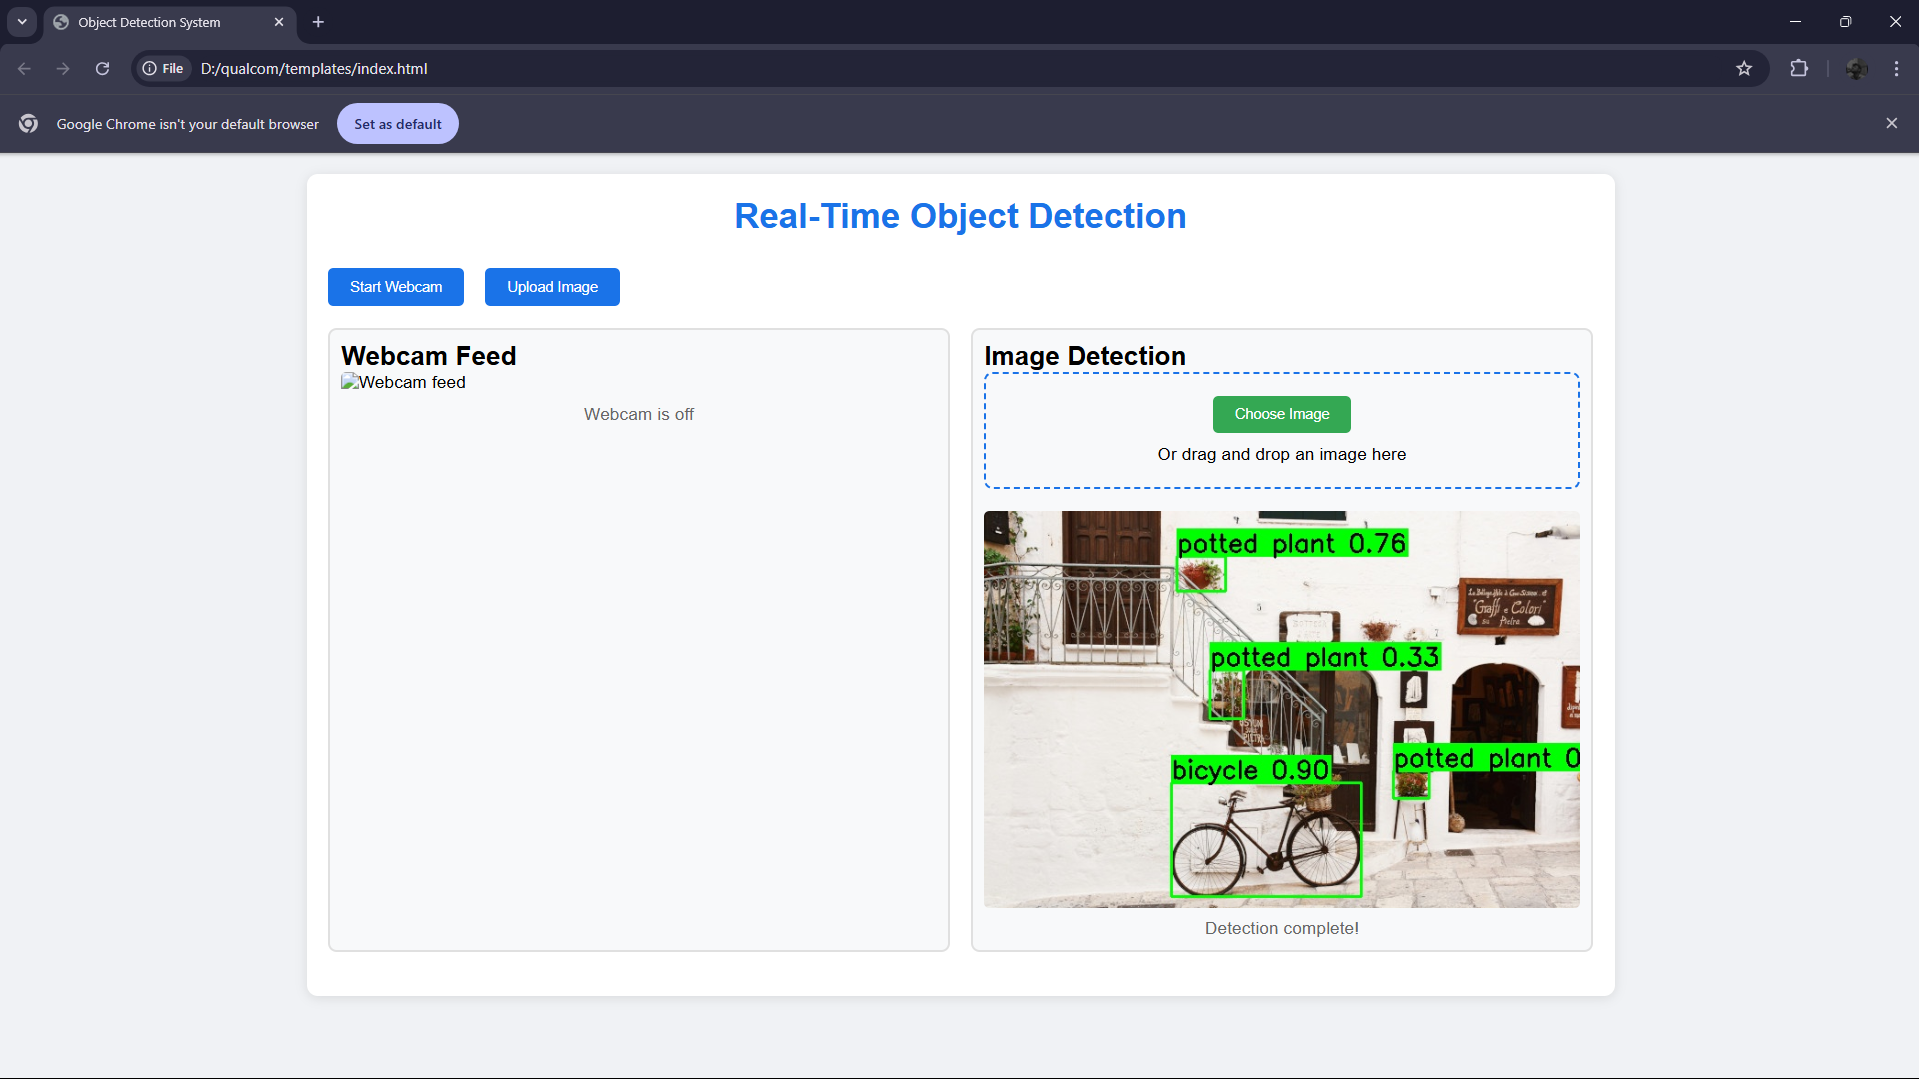 Object Detection System
File
D:/qualcom/templates/index.html
Google Chrome isn't your default browser
Set as default
Real-Time Object Detection
Start Webcam
Upload Image
Webcam Feed
Webcam feed
Webcam is off
Image Detection
Choose Image
Or drag and drop an image here
potted plant 0.76
"Graffi e Colori"
su Pietra
potted plant 0.33
potted plant 0
bicycle 0.90
Detection complete!